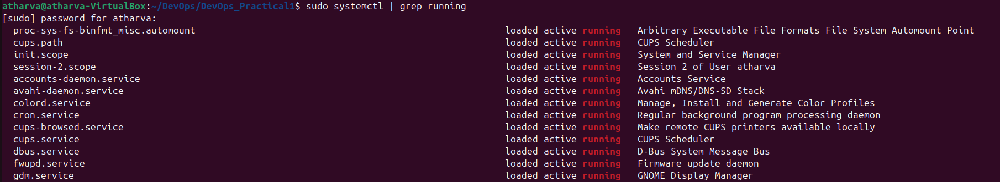 atharva@atharva-VirtualBox:~/DevOps/DevOps_Practical1$ sudo systemctl | grep running
[sudo] password for atharva:
proc-sys-fs-binfmt_misc.automount loaded active running Arbitrary Executable File Formats File System Automount Point
cups.path loaded active running CUPS Scheduler
init.scope loaded active running System and Service Manager
session-2.scope loaded active running Session 2 of User atharva
accounts-daemon.service loaded active running Accounts Service
avahi-daemon.service loaded active running Avahi mDNS/DNS-SD Stack
colord.service loaded active running Manage, Install and Generate Color Profiles
cron.service loaded active running Regular background program processing daemon
cups-browsed.service loaded active running Make remote CUPS printers available locally
cups.service loaded active running CUPS Scheduler
dbus.service loaded active running D-Bus System Message Bus
fwupd.service loaded active running Firmware update daemon
gdm.service loaded active running GNOME Display Manager